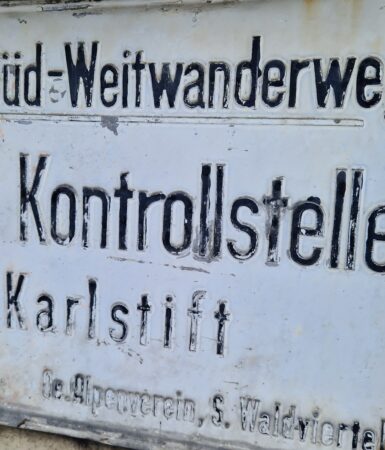 üd-Weitwanderwe
Kontrollstelle
Karlstift
Oe.Alpenverein, S. Waldviertel